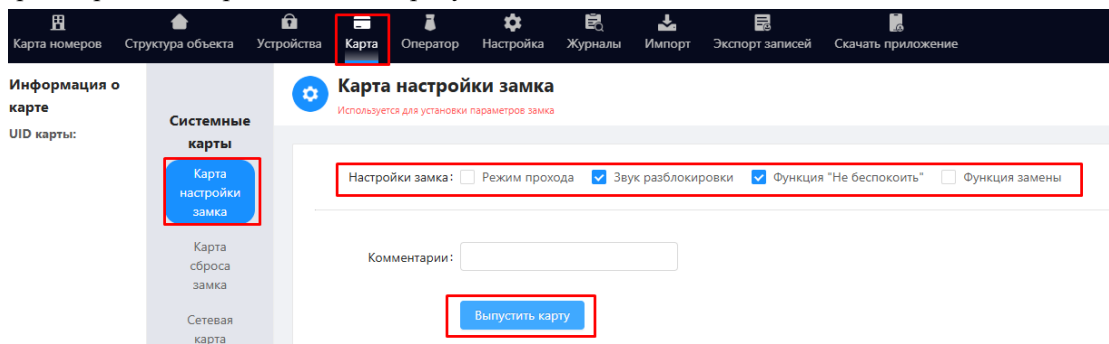 Карта номеров Структура объекта Устройства Карта Оператор Настройка Журналы Импорт Экспорт записей Скачать приложение
Информация о
карте
UID карты:
Системные
карты
Карта
настройки
замка
Карта
сброса
замка
Сетевая
карта
Карта настройки замка
Используется для установки параметров замка
Настройки замка: Режим прохода Звук разблокировки Функция "Не беспокоить" Функция замены
Комментарии:
Выпустить карту